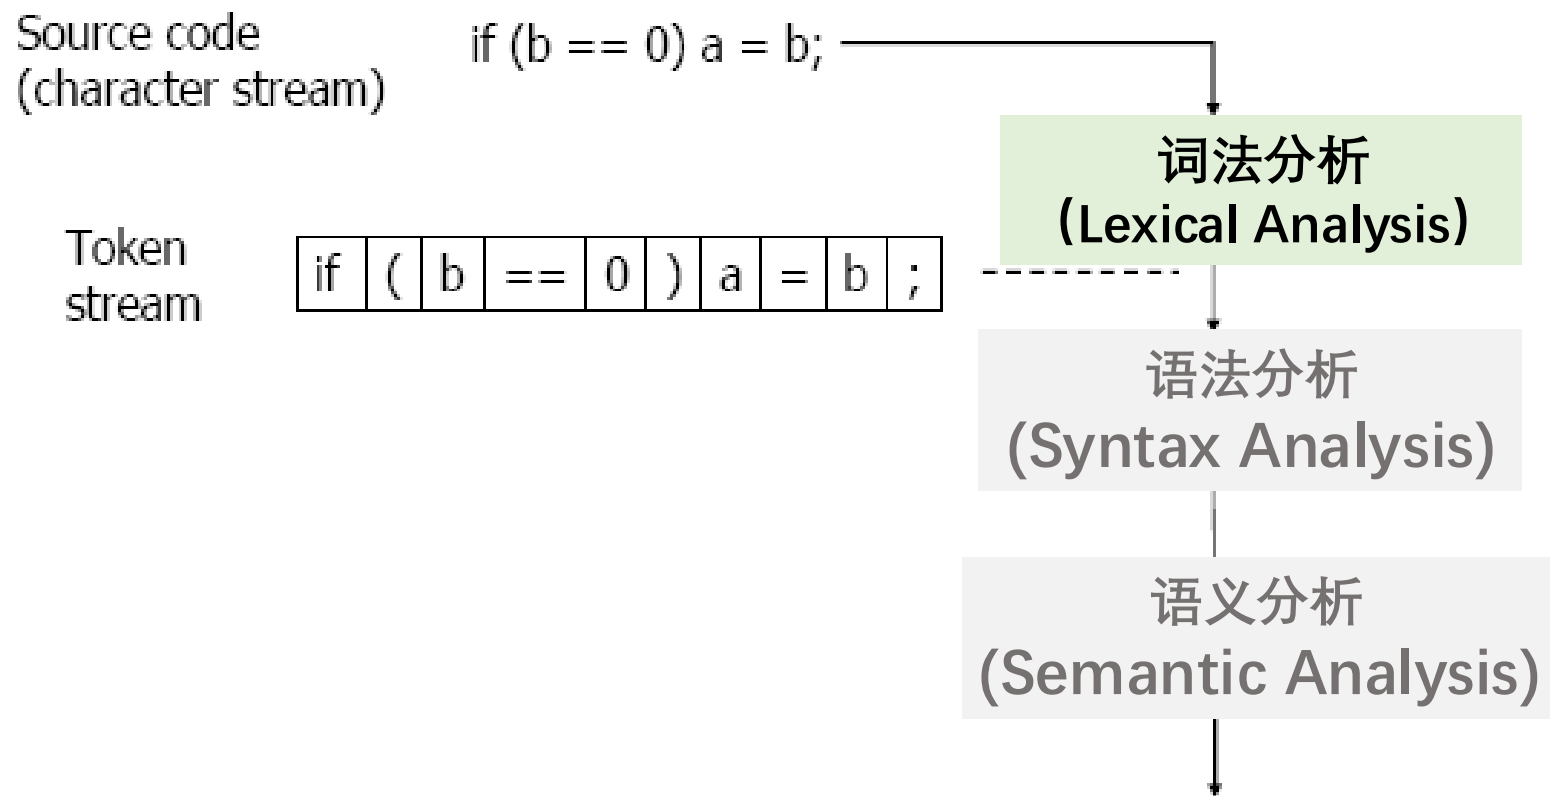 Source code
(character stream)
if (b == 0) a = b;
词法分析
(Lexical Analysis)
Token
stream
if ( b == 0 ) a = b ;
语法分析
(Syntax Analysis)
语义分析
(Semantic Analysis)